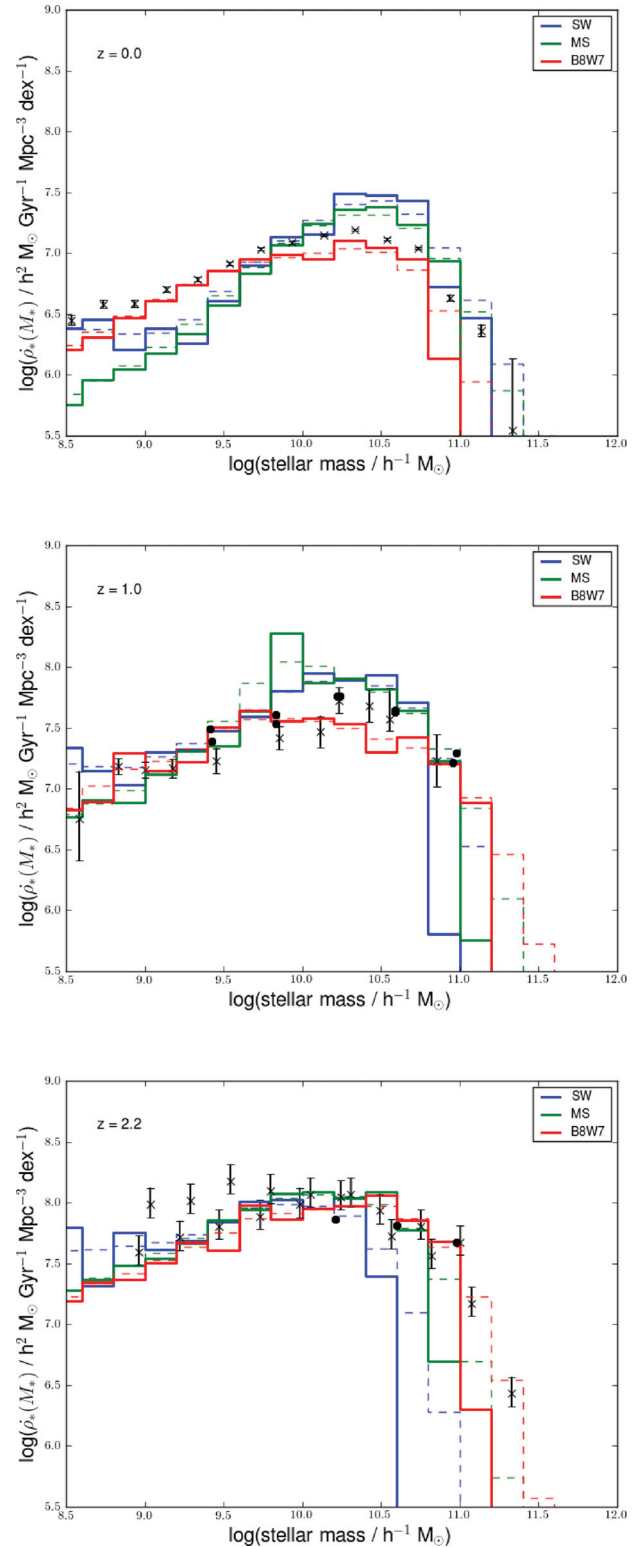 z = 0.0
SW
MS
B8W7
9.0
8.5
8.0
7.5
7.0
6.5
6.0
5.5
log(ρ̇*(M*) / h² M⊙ Gyr⁻¹ Mpc⁻³ dex⁻¹)
8.5 9.0 9.5 10.0 10.5 11.0 11.5 12.0
log(stellar mass / h⁻¹ M⊙)
z = 1.0
SW
MS
B8W7
9.0
8.5
8.0
7.5
7.0
6.5
6.0
5.5
log(ρ̇*(M*) / h² M⊙ Gyr⁻¹ Mpc⁻³ dex⁻¹)
8.5 9.0 9.5 10.0 10.5 11.0 11.5 12.0
log(stellar mass / h⁻¹ M⊙)
z = 2.2
SW
MS
B8W7
9.0
8.5
8.0
7.5
7.0
6.5
6.0
5.5
log(ρ̇*(M*) / h² M⊙ Gyr⁻¹ Mpc⁻³ dex⁻¹)
8.5 9.0 9.5 10.0 10.5 11.0 11.5 12.0
log(stellar mass / h⁻¹ M⊙)